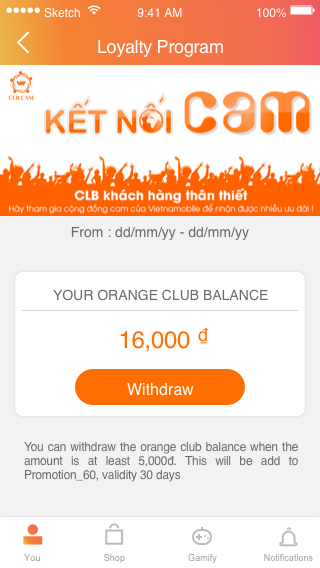 Sketch 9:41 AM 100%
Loyalty Program
CLB CAM
KẾT NỐI cam
CLB khách hàng thân thiết
Hãy tham gia cộng đồng cam của Vietnamobile để nhận được nhiều ưu đãi !
From : dd/mm/yy - dd/mm/yy
YOUR ORANGE CLUB BALANCE
16,000 ₫
Withdraw
You can withdraw the orange club balance when the
amount is at least 5,000đ. This will be add to
Promotion_60, validity 30 days
You Shop Gamify Notifications